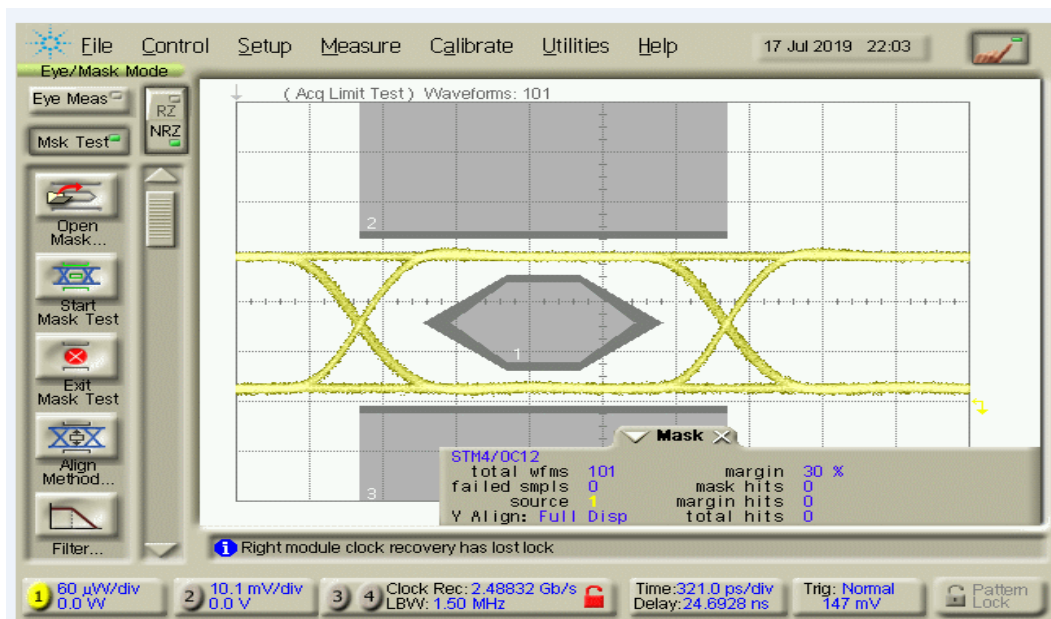 File Control Setup Measure Calibrate Utilities Help 17 Jul 2019 22:03
Eye/Mask Mode
Eye Meas
RZ
NRZ
Msk Test
( Acq Limit Test ) Waveforms: 101
Open
Mask...
2
Start
Mask Test
1
Exit
Mask Test
Align
Method...
3
Filter...
Mask
STM4/OC12
total wfms 101 margin 30 %
failed smpls 0 mask hits 0
source 1 margin hits 0
Y Align: Full Disp total hits 0
Right module clock recovery has lost lock
1 60 µW/div
0.0 W
2 10.1 mV/div
0.0 V
3 4 Clock Rec: 2.48832 Gb/s
LBW: 1.50 MHz
Time:321.0 ps/div
Delay:24.6928 ns
Trig: Normal
147 mV
Pattern
Lock